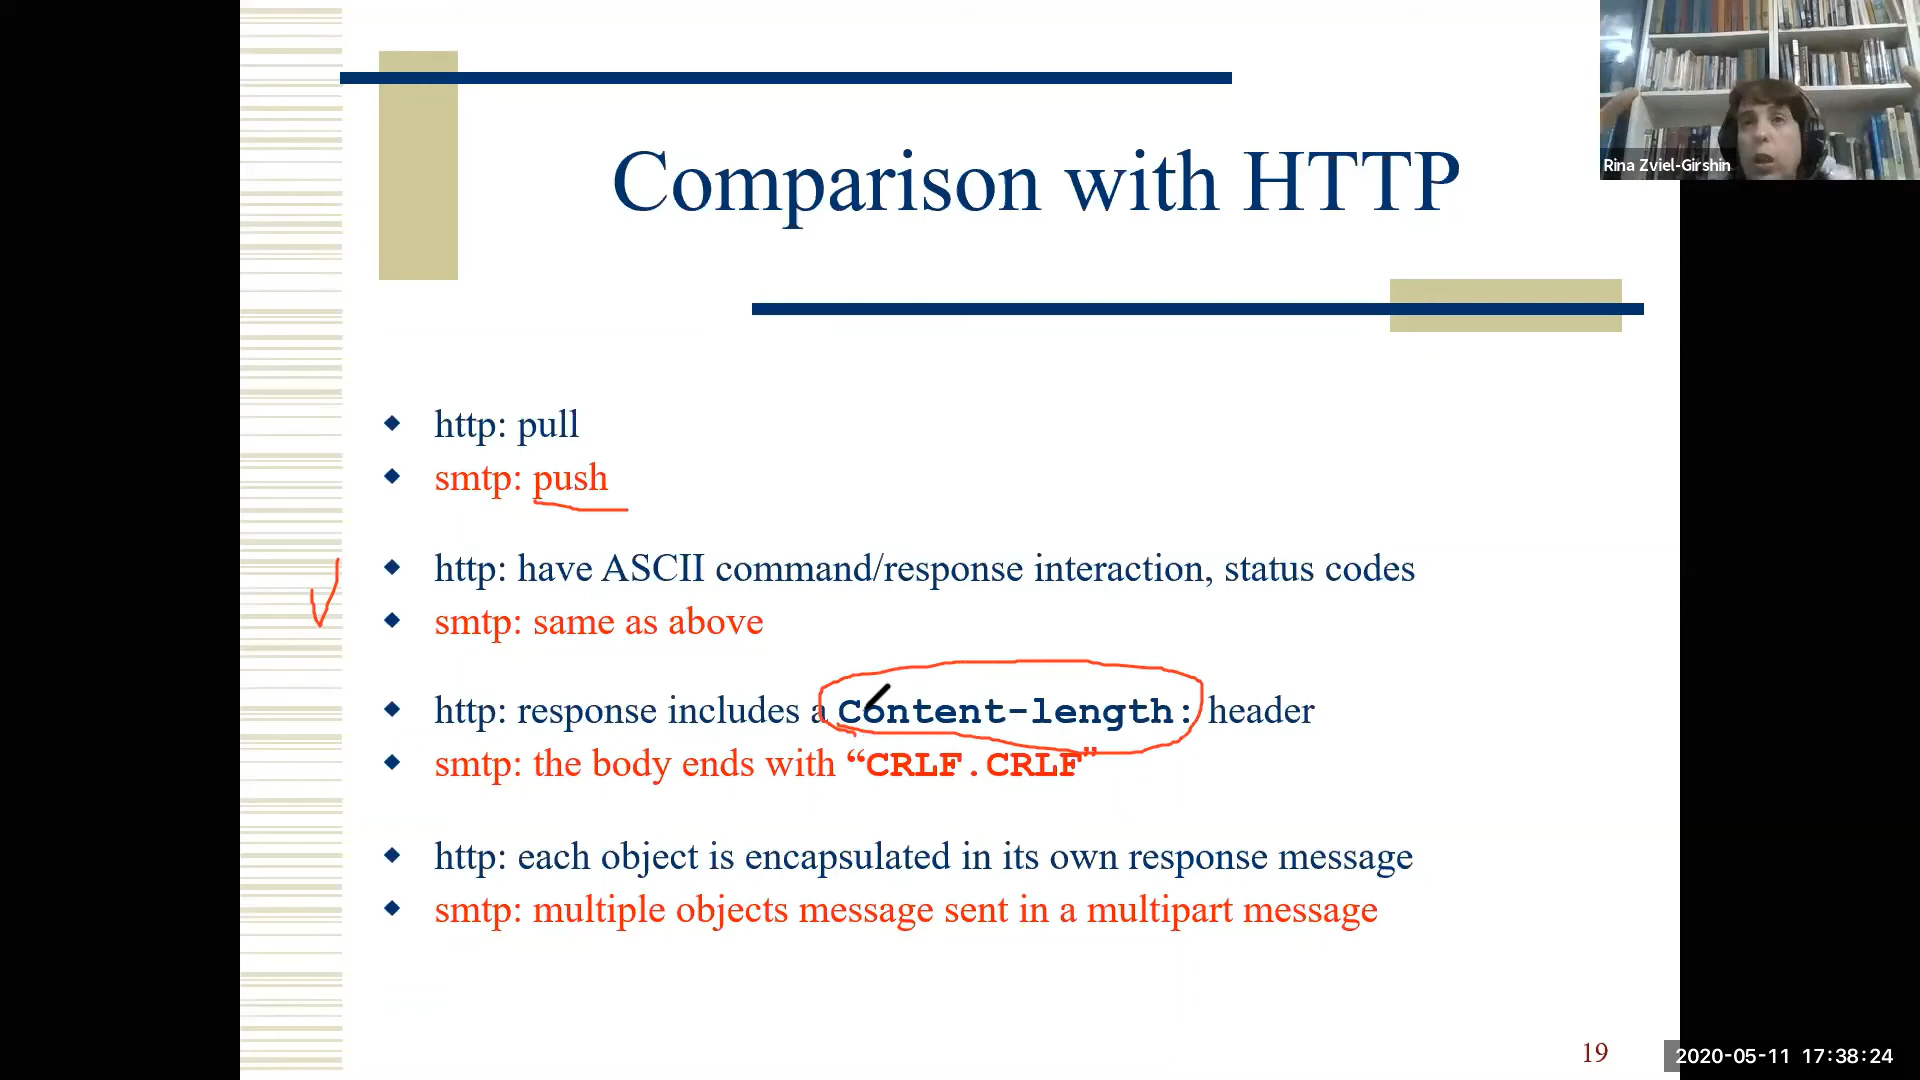 Rina Zviel-Girshin
Comparison with HTTP
http: pull
smtp: push
http: have ASCII command/response interaction, status codes
smtp: same as above
http: response includes a Content-length: header
smtp: the body ends with “CRLF.CRLF”
http: each object is encapsulated in its own response message
smtp: multiple objects message sent in a multipart message
19
2020-05-11 17:38:24